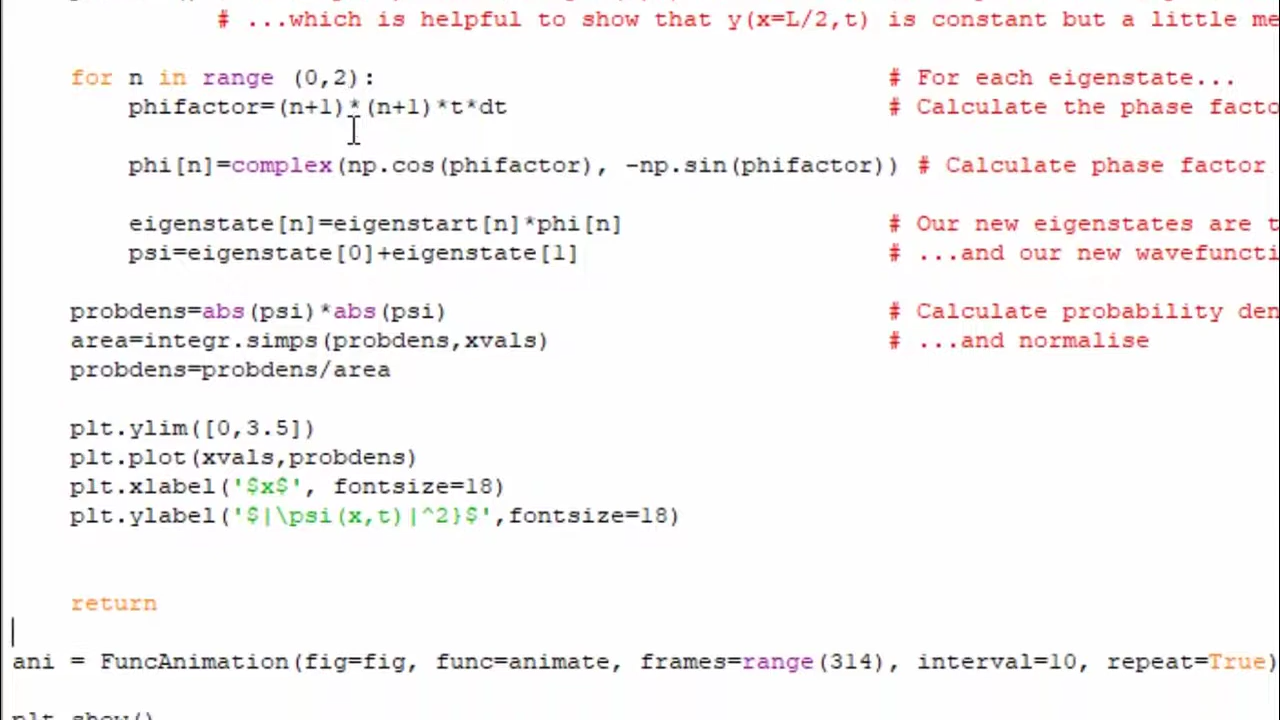 # ...which is helpful to show that y(x=L/2,t) is constant but a little
for n in range (0,2): # For each eigenstate...
phifactor=(n+1)*(n+1)*t*dt # Calculate the phase
phi[n]=complex(np.cos(phifactor), -np.sin(phifactor)) # Calculate phase factor
eigenstate[n]=eigenstart[n]*phi[n] # Our new eigenstates are
psi=eigenstate[0]+eigenstate[1] # ...and our new
probdens=abs(psi)*abs(psi) # Calculate probability
area=integr.simps(probdens,xvals) # ...and normalise
probdens=probdens/area
plt.ylim([0,3.5])
plt.plot(xvals,probdens)
plt.xlabel('$x$', fontsize=18)
plt.ylabel('$|\psi(x,t)|^2}$',fontsize=18)
return
ani = FuncAnimation(fig=fig, func=animate, frames=range(314), interval=10, repeat=True)
plt.show()